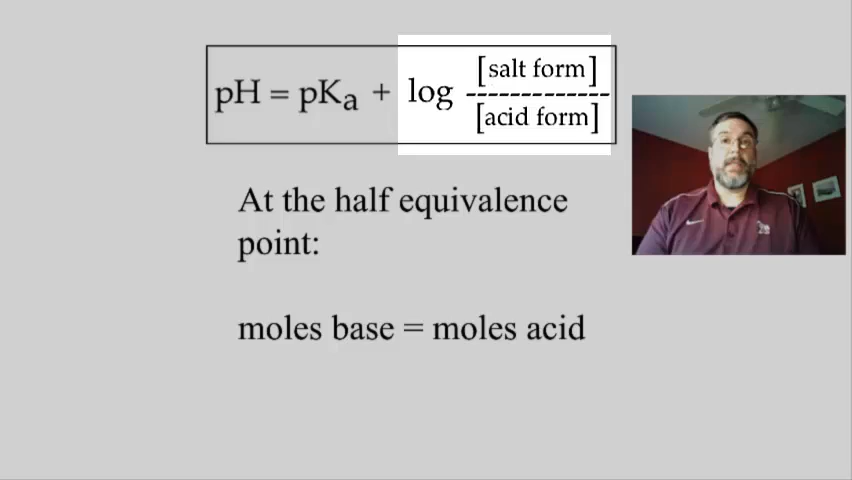 pH = pKa + log [salt form]
[acid form]
At the half equivalence
point:
moles base = moles acid